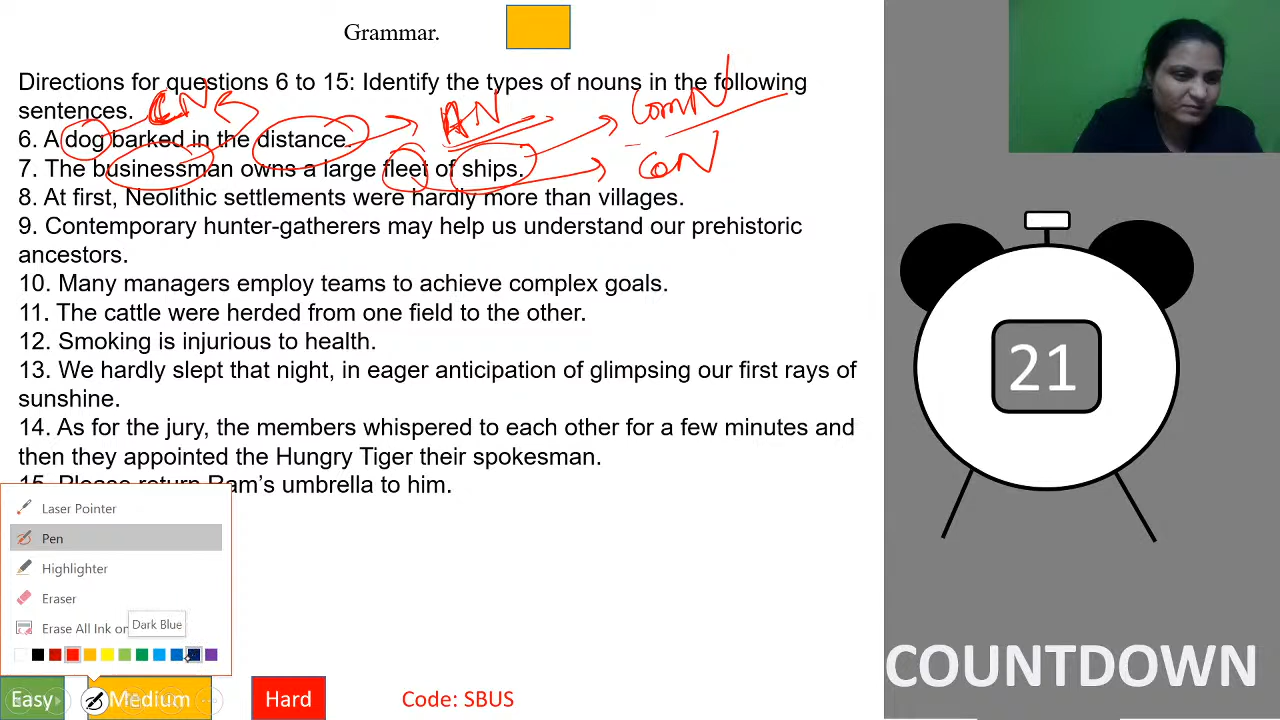 Grammar.
Directions for questions 6 to 15: Identify the types of nouns in the following
sentences.
CNs
AN
ComN
CoN
6. A dog barked in the distance.
7. The businessman owns a large fleet of ships.
8. At first, Neolithic settlements were hardly more than villages.
9. Contemporary hunter-gatherers may help us understand our prehistoric
ancestors.
10. Many managers employ teams to achieve complex goals.
11. The cattle were herded from one field to the other.
12. Smoking is injurious to health.
13. We hardly slept that night, in eager anticipation of glimpsing our first rays of
sunshine.
14. As for the jury, the members whispered to each other for a few minutes and
then they appointed the Hungry Tiger their spokesman.
15. Please return Ram's umbrella to him.
Laser Pointer
Pen
Highlighter
Eraser
Erase All Ink on
Dark Blue
21
COUNTDOWN
Easy
Medium
Hard
Code: SBUS